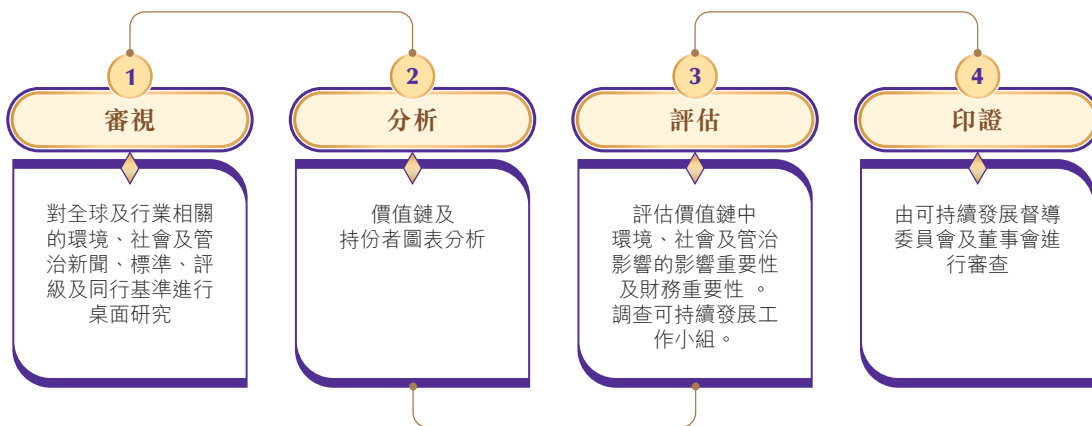 1
審視
對全球及行業相關
的環境、社會及管
治新聞、標準、評
級及同行基準進行
桌面研究
2
分析
價值鏈及
持份者圖表分析
3
評估
評估價值鏈中
環境、社會及管治
影響的影響重要性
及財務重要性 。
調查可持續發展工
作小組。
4
印證
由可持續發展督導
委員會及董事會進
行審查